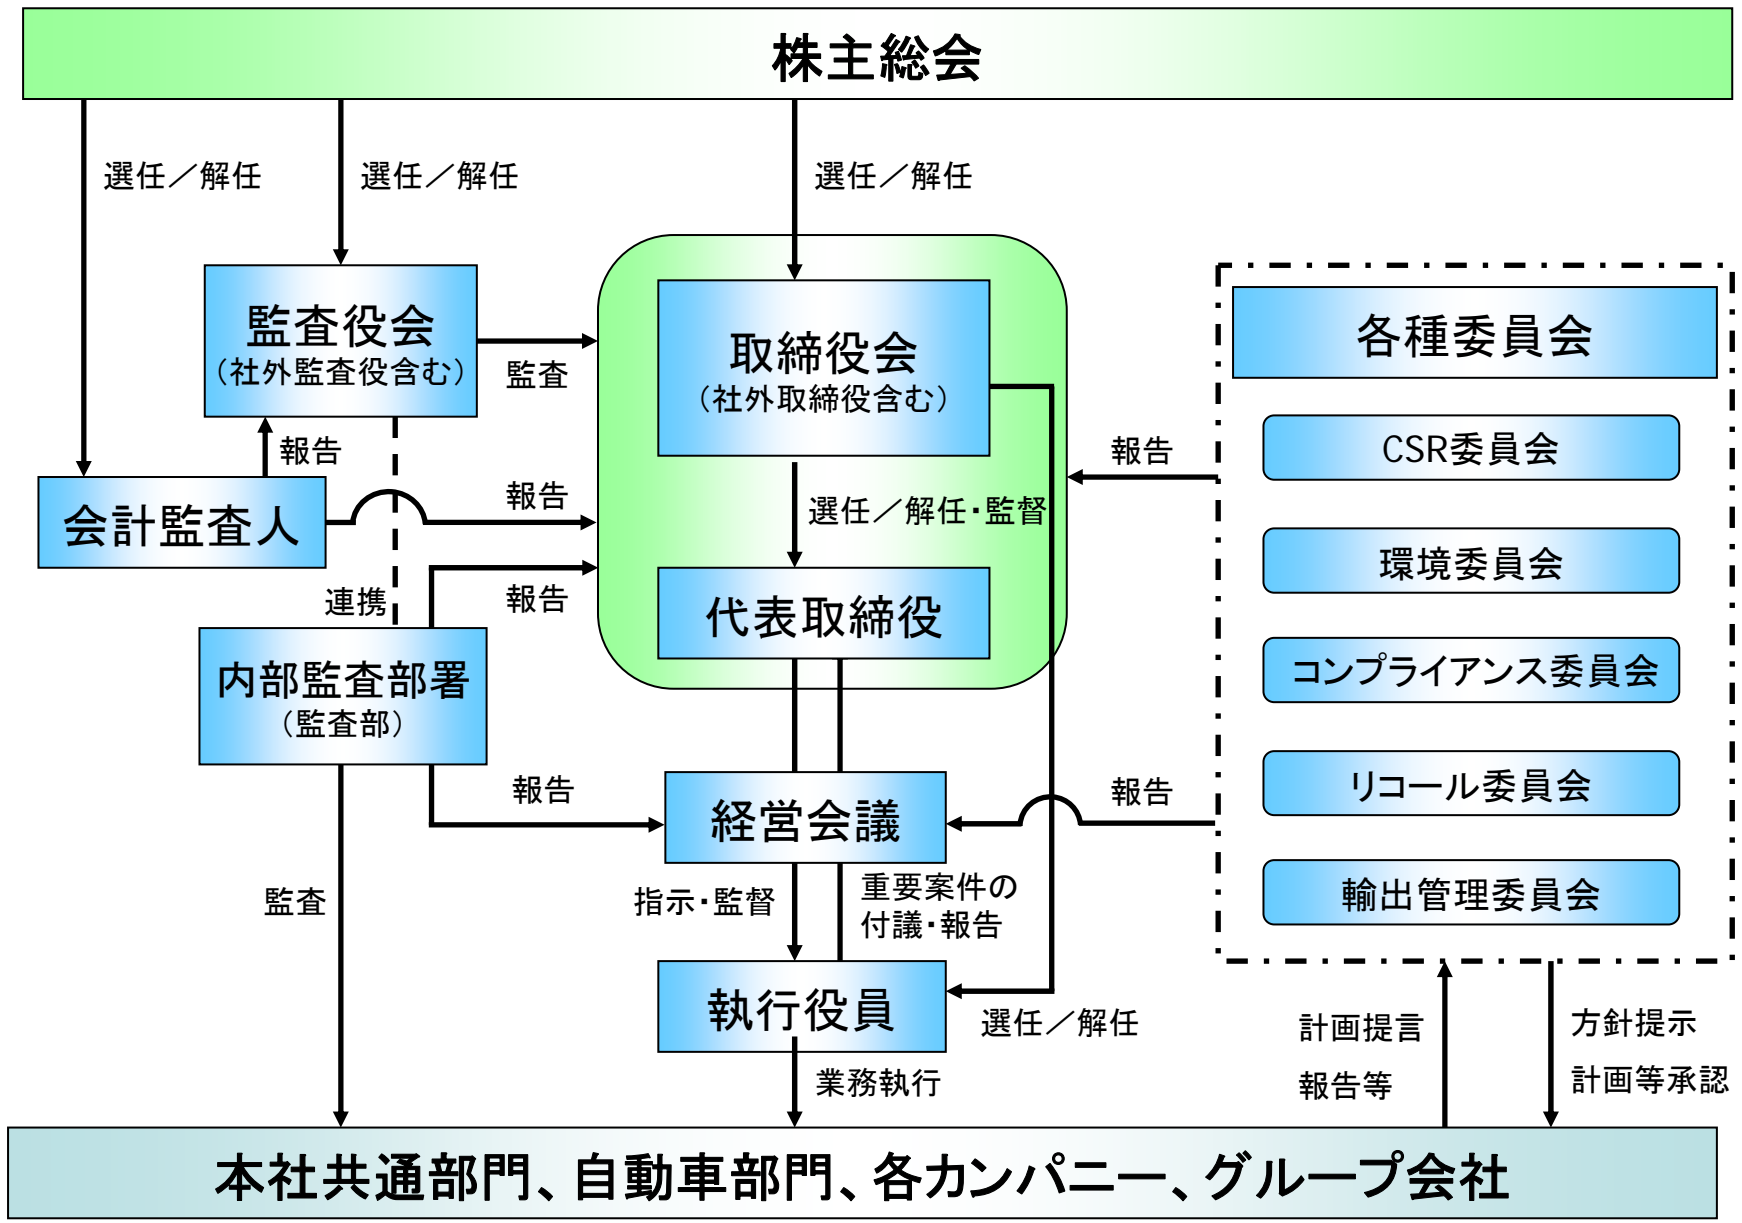 株主総会
選任／解任
選任／解任
選任／解任
監査役会
（社外監査役含む）
監査
取締役会
（社外取締役含む）
各種委員会
報告
会計監査人
報告
選任／解任・監督
報告
CSR委員会
環境委員会
連携
報告
代表取締役
コンプライアンス委員会
内部監査部署
（監査部）
報告
経営会議
報告
リコール委員会
監査
指示・監督
重要案件の
付議・報告
輸出管理委員会
執行役員
選任／解任
業務執行
計画提言
報告等
方針提示
計画等承認
本社共通部門、自動車部門、各カンパニー、グループ会社